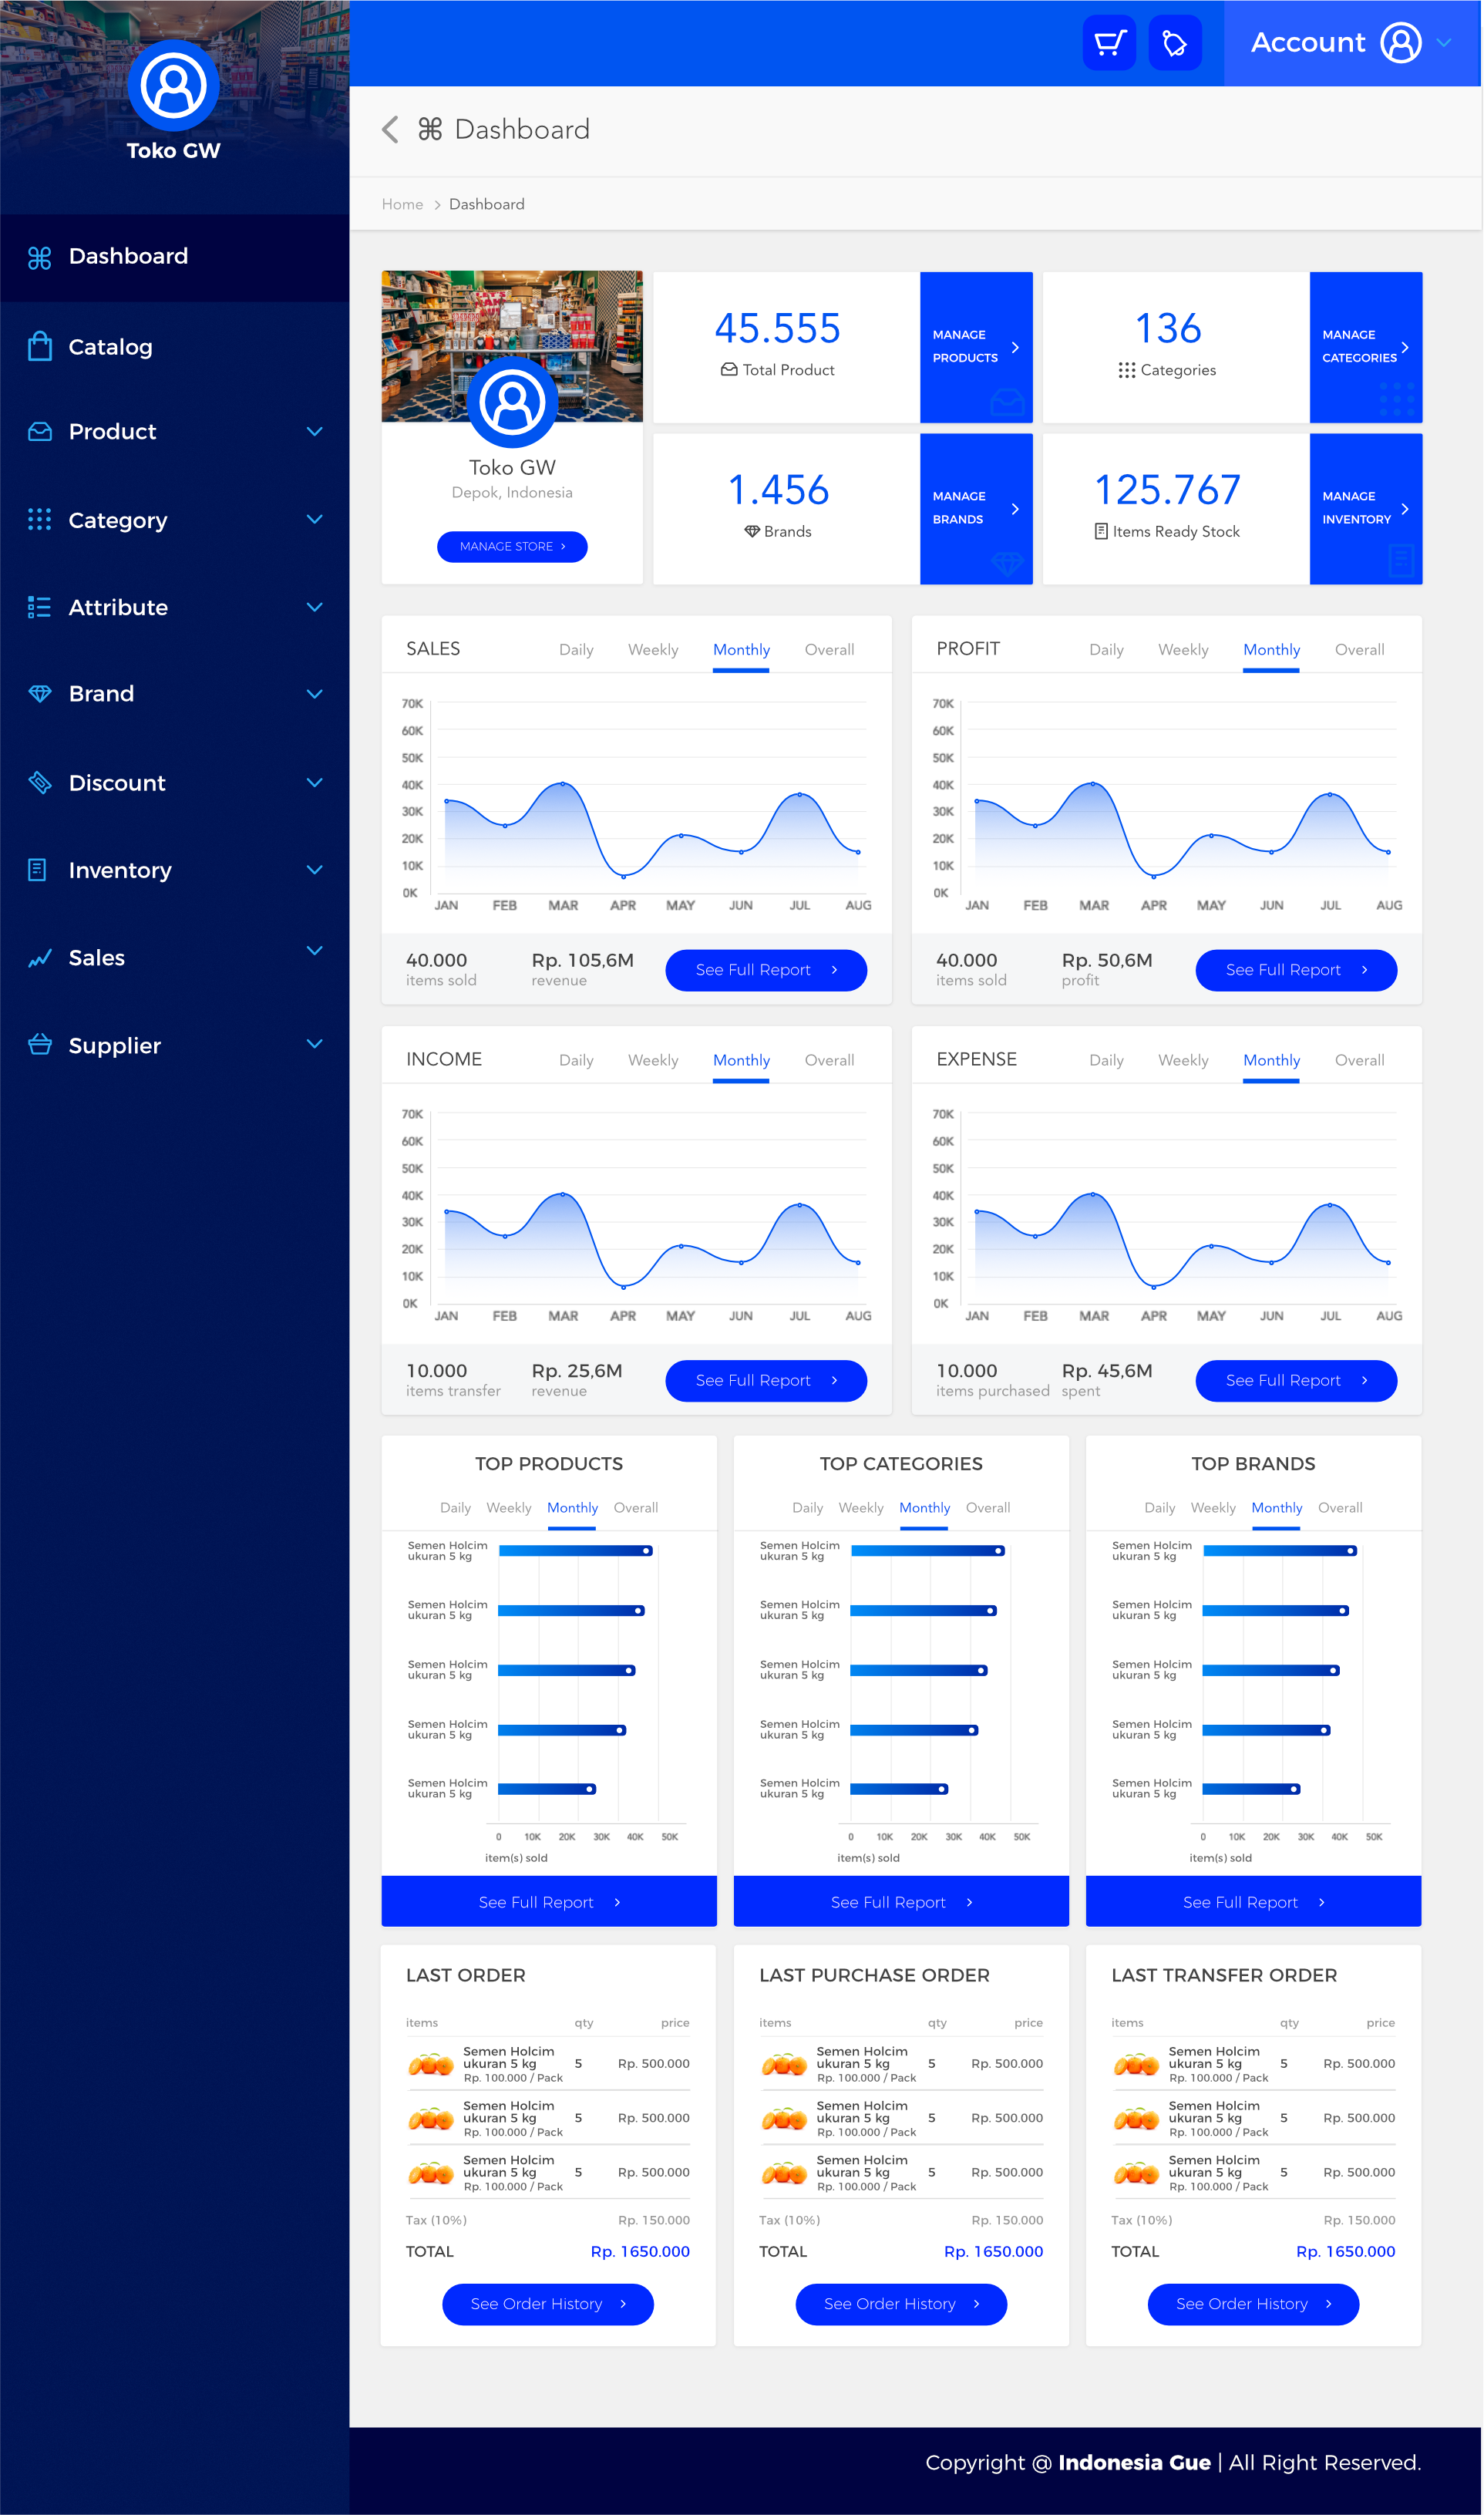 Toko GW
Account
Dashboard
Home > Dashboard
Dashboard
Catalog
Product
Category
Attribute
Brand
Discount
Inventory
Sales
Supplier
Toko GW
Depok, Indonesia
MANAGE STORE >
45.555
Total Product
MANAGE
PRODUCTS
136
Categories
MANAGE
CATEGORIES
1.456
Brands
MANAGE
BRANDS
125.767
Items Ready Stock
MANAGE
INVENTORY
SALES Daily Weekly Monthly Overall
70K
60K
50K
40K
30K
20K
10K
0K
JAN FEB MAR APR MAY JUN JUL AUG
40.000
items sold
Rp. 105,6M
revenue
See Full Report >
PROFIT Daily Weekly Monthly Overall
70K
60K
50K
40K
30K
20K
10K
0K
JAN FEB MAR APR MAY JUN JUL AUG
40.000
items sold
Rp. 50,6M
profit
See Full Report >
INCOME Daily Weekly Monthly Overall
70K
60K
50K
40K
30K
20K
10K
0K
JAN FEB MAR APR MAY JUN JUL AUG
10.000
items transfer
Rp. 25,6M
revenue
See Full Report >
EXPENSE Daily Weekly Monthly Overall
70K
60K
50K
40K
30K
20K
10K
0K
JAN FEB MAR APR MAY JUN JUL AUG
10.000
items purchased
Rp. 45,6M
spent
See Full Report >
TOP PRODUCTS
Daily Weekly Monthly Overall
Semen Holcim
ukuran 5 kg
Semen Holcim
ukuran 5 kg
Semen Holcim
ukuran 5 kg
Semen Holcim
ukuran 5 kg
Semen Holcim
ukuran 5 kg
0 10K 20K 30K 40K 50K
item(s) sold
See Full Report >
TOP CATEGORIES
Daily Weekly Monthly Overall
Semen Holcim
ukuran 5 kg
Semen Holcim
ukuran 5 kg
Semen Holcim
ukuran 5 kg
Semen Holcim
ukuran 5 kg
Semen Holcim
ukuran 5 kg
0 10K 20K 30K 40K 50K
item(s) sold
See Full Report >
TOP BRANDS
Daily Weekly Monthly Overall
Semen Holcim
ukuran 5 kg
Semen Holcim
ukuran 5 kg
Semen Holcim
ukuran 5 kg
Semen Holcim
ukuran 5 kg
Semen Holcim
ukuran 5 kg
0 10K 20K 30K 40K 50K
item(s) sold
See Full Report >
LAST ORDER
items qty price
Semen Holcim
ukuran 5 kg 5 Rp. 500.000
Rp. 100.000 / Pack
Semen Holcim
ukuran 5 kg 5 Rp. 500.000
Rp. 100.000 / Pack
Semen Holcim
ukuran 5 kg 5 Rp. 500.000
Rp. 100.000 / Pack
Tax (10%) Rp. 150.000
TOTAL Rp. 1650.000
See Order History >
LAST PURCHASE ORDER
items qty price
Semen Holcim
ukuran 5 kg 5 Rp. 500.000
Rp. 100.000 / Pack
Semen Holcim
ukuran 5 kg 5 Rp. 500.000
Rp. 100.000 / Pack
Semen Holcim
ukuran 5 kg 5 Rp. 500.000
Rp. 100.000 / Pack
Tax (10%) Rp. 150.000
TOTAL Rp. 1650.000
See Order History >
LAST TRANSFER ORDER
items qty price
Semen Holcim
ukuran 5 kg 5 Rp. 500.000
Rp. 100.000 / Pack
Semen Holcim
ukuran 5 kg 5 Rp. 500.000
Rp. 100.000 / Pack
Semen Holcim
ukuran 5 kg 5 Rp. 500.000
Rp. 100.000 / Pack
Tax (10%) Rp. 150.000
TOTAL Rp. 1650.000
See Order History >
Copyright @ Indonesia Gue | All Right Reserved.